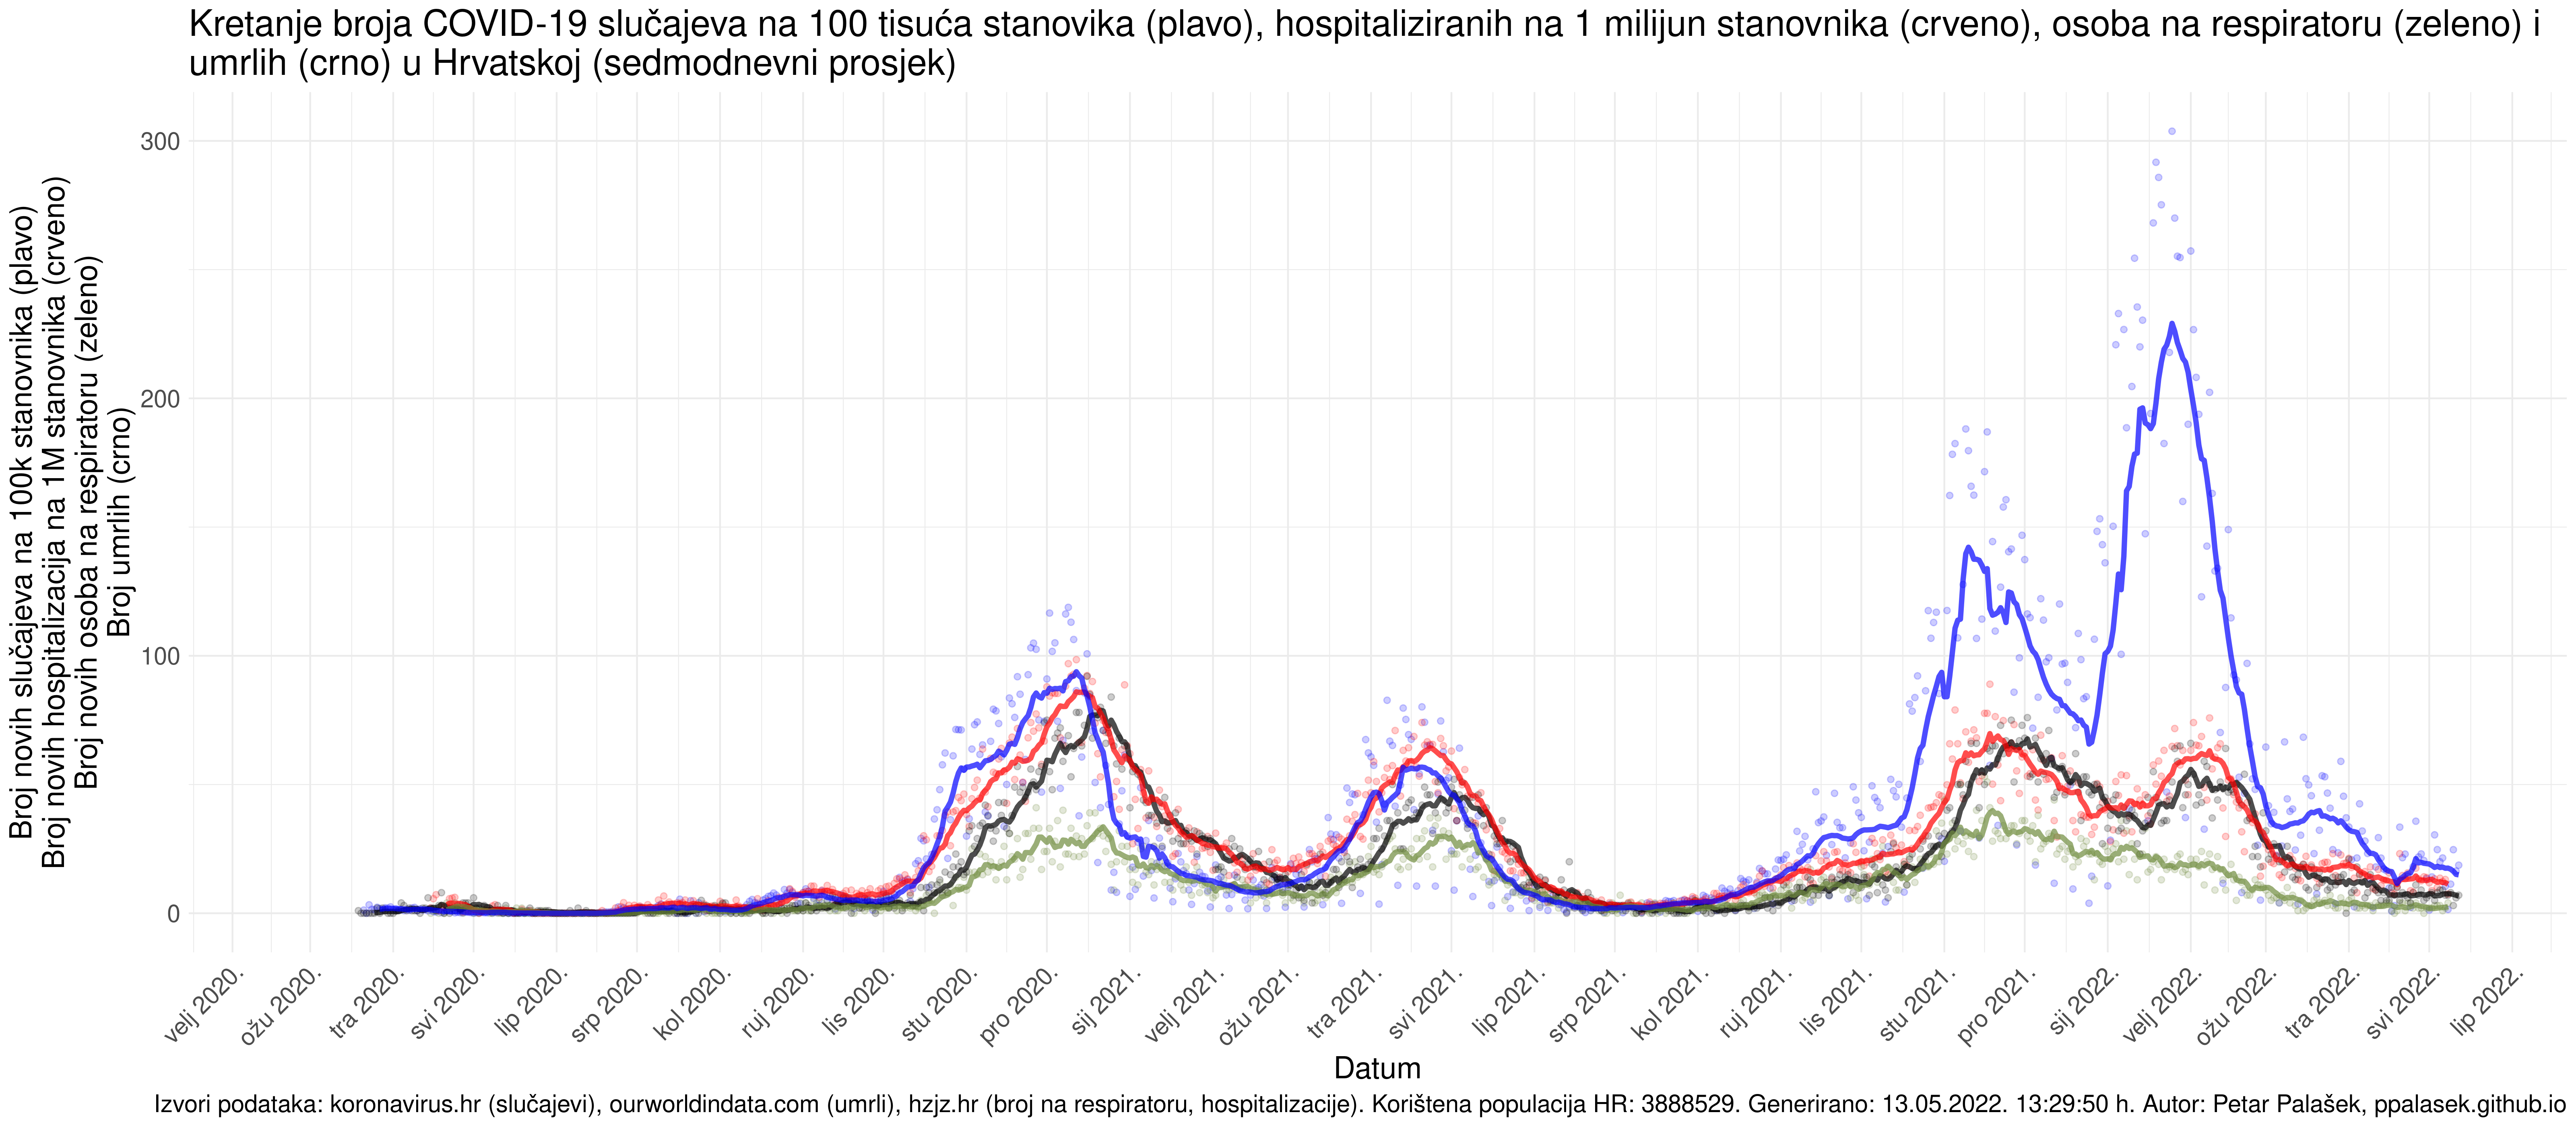 Kretanje broja COVID-19 slučajeva na 100 tisuća stanovika (plavo), hospitaliziranih na 1 milijun stanovnika (crveno), osoba na respiratoru (zeleno) i
umrlih (crno) u Hrvatskoj (sedmodnevni prosjek)
Broj novih slučajeva na 100k stanovnika (plavo)
Broj novih hospitalizacija na 1M stanovnika (crveno)
Broj novih osoba na respiratoru (zeleno)
Broj umrlih (crno)
300
200
100
0
velj 2020.
ožu 2020.
tra 2020.
svi 2020.
lip 2020.
srp 2020.
kol 2020.
ruj 2020.
lis 2020.
stu 2020.
pro 2020.
sij 2021.
velj 2021.
ožu 2021.
tra 2021.
svi 2021.
lip 2021.
srp 2021.
kol 2021.
ruj 2021.
lis 2021.
stu 2021.
pro 2021.
sij 2022.
velj 2022.
ožu 2022.
tra 2022.
svi 2022.
lip 2022.
Datum
Izvori podataka: koronavirus.hr (slučajevi), ourworldindata.com (umrli), hzjz.hr (broj na respiratoru, hospitalizacije). Korištena populacija HR: 3888529. Generirano: 13.05.2022. 13:29:50 h. Autor: Petar Palašek, ppalasek.github.io